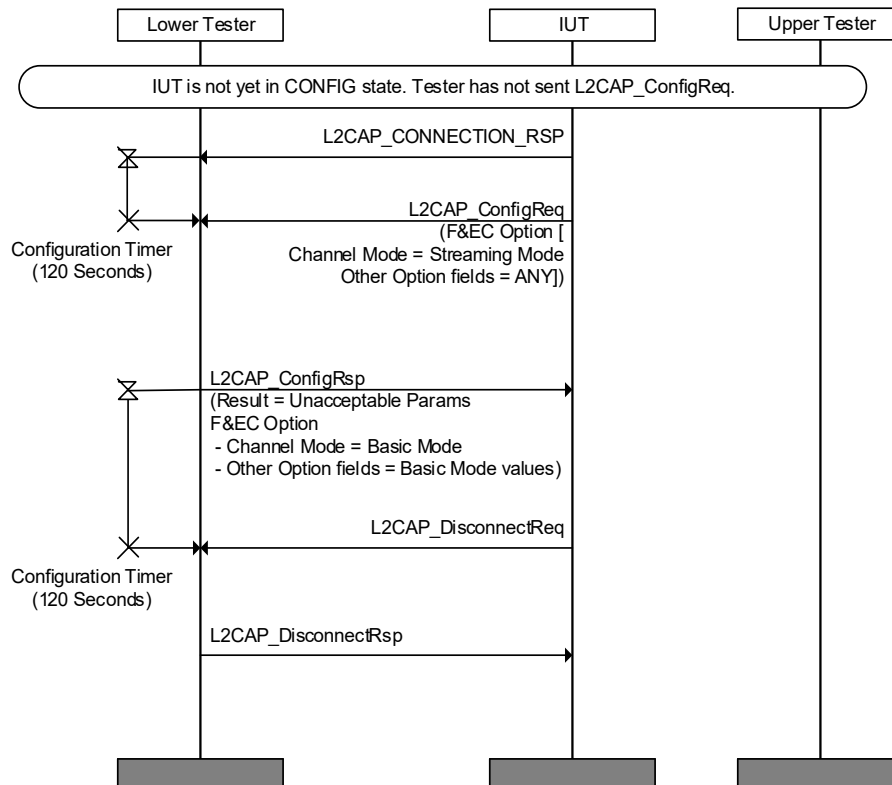 Lower Tester
IUT
Upper Tester
IUT is not yet in CONFIG state. Tester has not sent L2CAP_ConfigReq.
L2CAP_CONNECTION_RSP
L2CAP_ConfigReq
(F&EC Option [
Channel Mode = Streaming Mode
Other Option fields = ANY])
Configuration Timer
(120 Seconds)
L2CAP_ConfigRsp
(Result = Unacceptable Params
F&EC Option
- Channel Mode = Basic Mode
- Other Option fields = Basic Mode values)
L2CAP_DisconnectReq
Configuration Timer
(120 Seconds)
L2CAP_DisconnectRsp